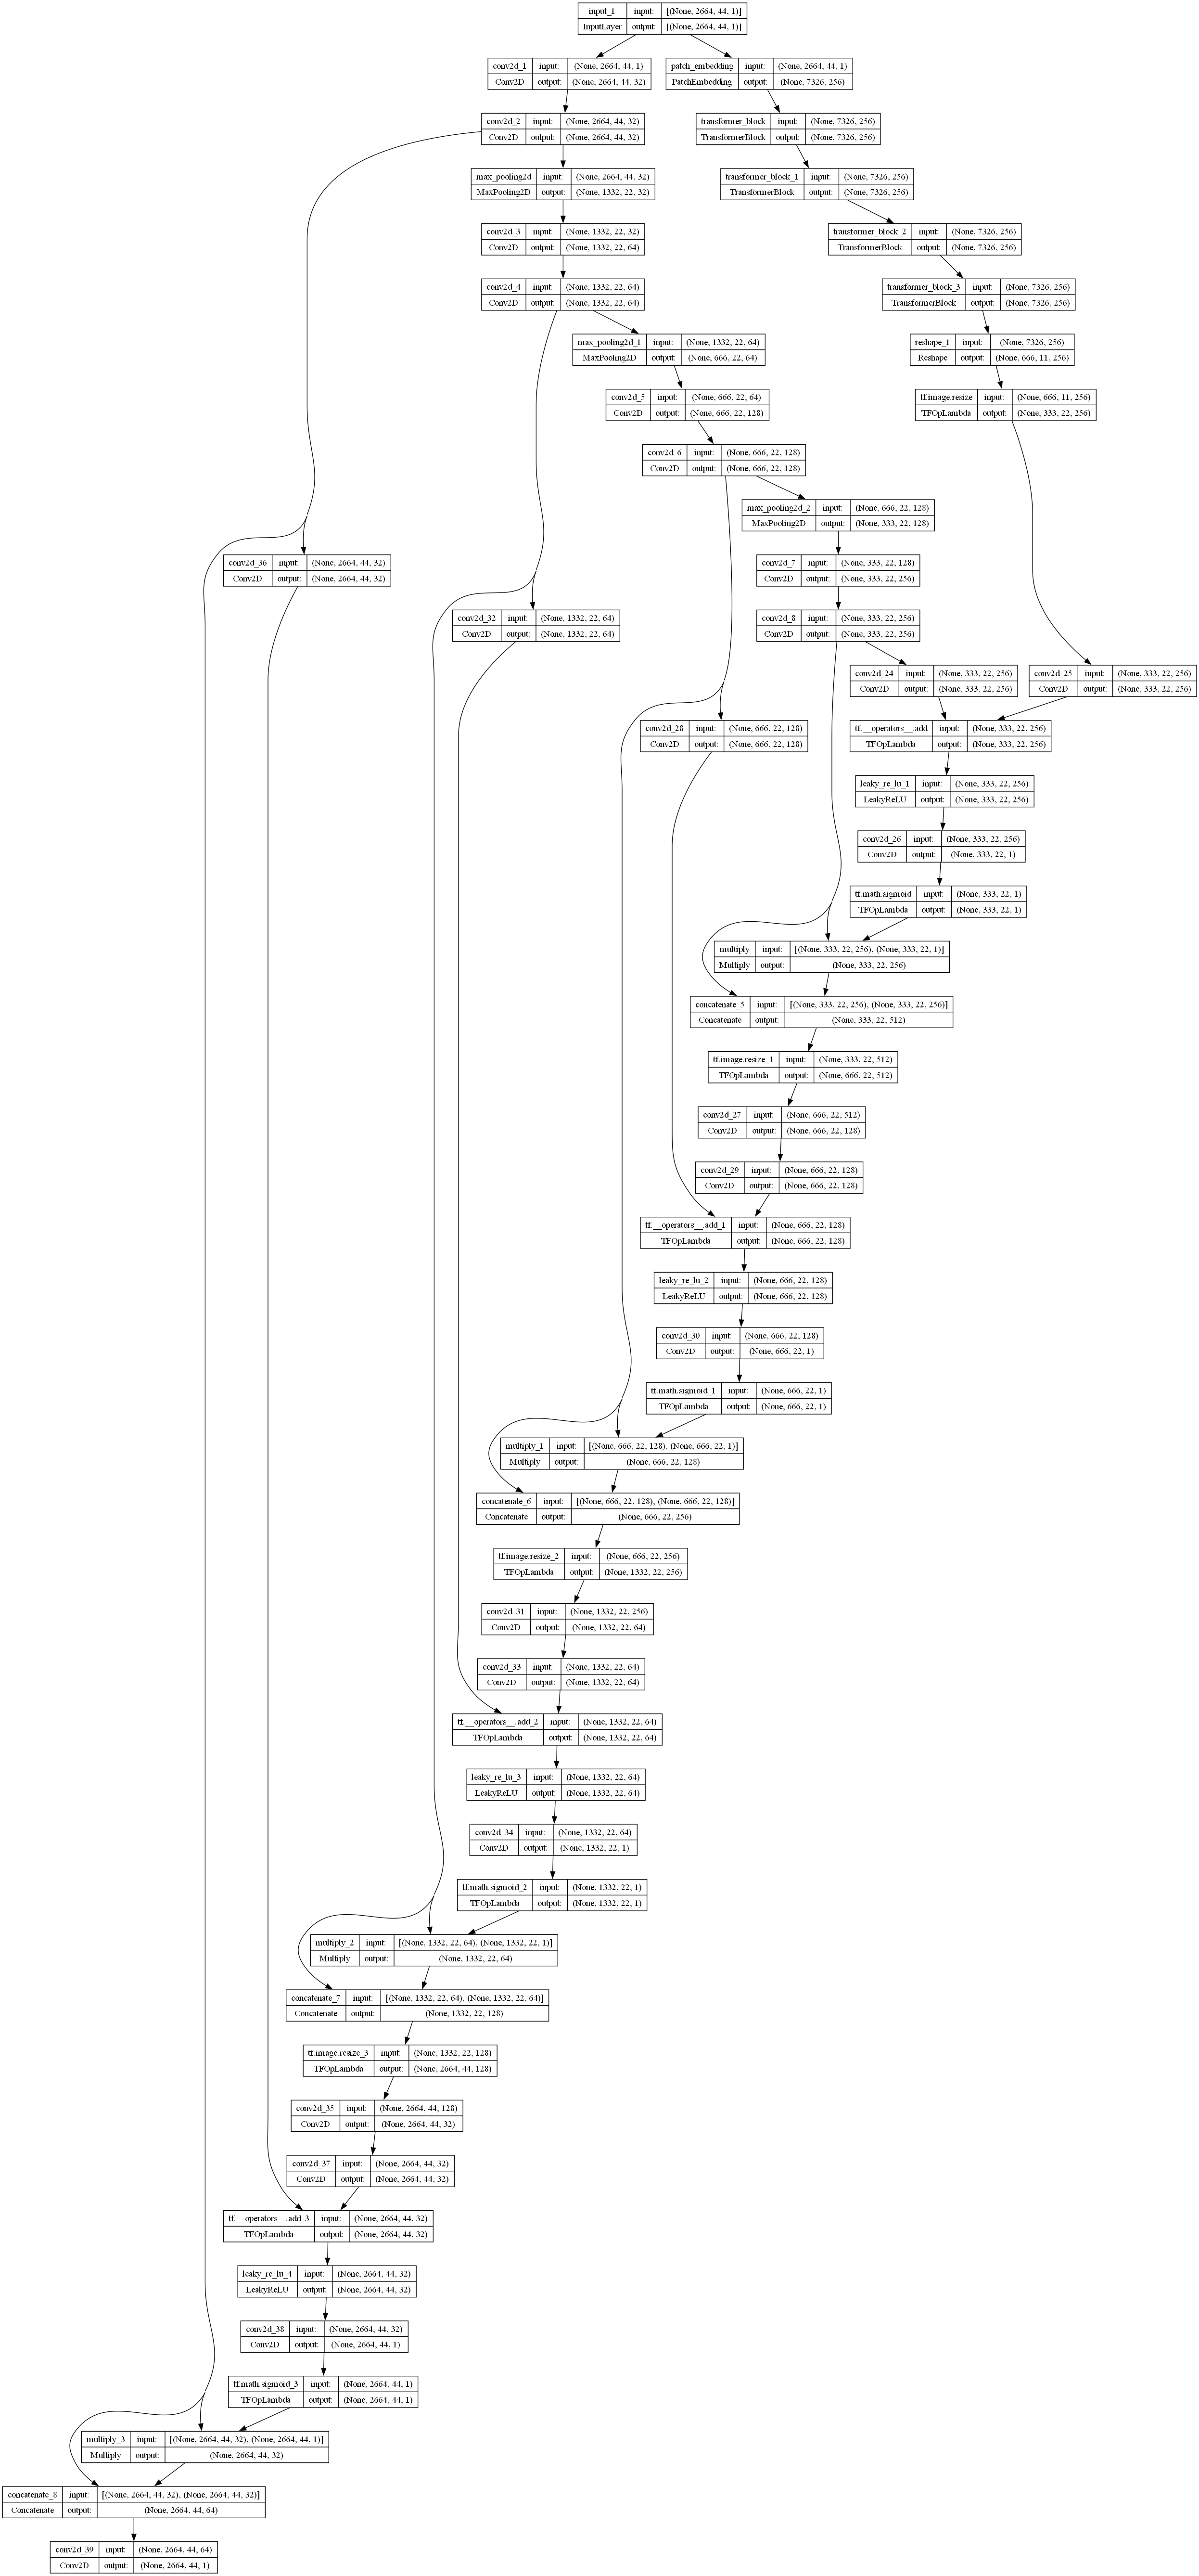 input_1 input: [(None, 2664, 44, 1)]
InputLayer output: [(None, 2664, 44, 1)]
conv2d_1 input: (None, 2664, 44, 1)
Conv2D output: (None, 2664, 44, 32)
patch_embedding input: (None, 2664, 44, 1)
PatchEmbedding output: (None, 7326, 256)
conv2d_2 input: (None, 2664, 44, 32)
Conv2D output: (None, 2664, 44, 32)
transformer_block input: (None, 7326, 256)
TransformerBlock output: (None, 7326, 256)
max_pooling2d input: (None, 2664, 44, 32)
MaxPooling2D output: (None, 1332, 22, 32)
transformer_block_1 input: (None, 7326, 256)
TransformerBlock output: (None, 7326, 256)
conv2d_3 input: (None, 1332, 22, 32)
Conv2D output: (None, 1332, 22, 64)
transformer_block_2 input: (None, 7326, 256)
TransformerBlock output: (None, 7326, 256)
conv2d_4 input: (None, 1332, 22, 64)
Conv2D output: (None, 1332, 22, 64)
transformer_block_3 input: (None, 7326, 256)
TransformerBlock output: (None, 7326, 256)
max_pooling2d_1 input: (None, 1332, 22, 64)
MaxPooling2D output: (None, 666, 22, 64)
reshape_1 input: (None, 7326, 256)
Reshape output: (None, 666, 11, 256)
conv2d_5 input: (None, 666, 22, 64)
Conv2D output: (None, 666, 22, 128)
tf.image.resize input: (None, 666, 11, 256)
TFOpLambda output: (None, 333, 22, 256)
conv2d_6 input: (None, 666, 22, 128)
Conv2D output: (None, 666, 22, 128)
max_pooling2d_2 input: (None, 666, 22, 128)
MaxPooling2D output: (None, 333, 22, 128)
conv2d_36 input: (None, 2664, 44, 32)
Conv2D output: (None, 2664, 44, 32)
conv2d_7 input: (None, 333, 22, 128)
Conv2D output: (None, 333, 22, 256)
conv2d_32 input: (None, 1332, 22, 64)
Conv2D output: (None, 1332, 22, 64)
conv2d_8 input: (None, 333, 22, 256)
Conv2D output: (None, 333, 22, 256)
conv2d_24 input: (None, 333, 22, 256)
Conv2D output: (None, 333, 22, 256)
conv2d_25 input: (None, 333, 22, 256)
Conv2D output: (None, 333, 22, 256)
conv2d_28 input: (None, 666, 22, 128)
Conv2D output: (None, 666, 22, 128)
tf.__operators__.add input: (None, 333, 22, 256)
TFOpLambda output: (None, 333, 22, 256)
leaky_re_lu_1 input: (None, 333, 22, 256)
LeakyReLU output: (None, 333, 22, 256)
conv2d_26 input: (None, 333, 22, 256)
Conv2D output: (None, 333, 22, 1)
tf.math.sigmoid input: (None, 333, 22, 1)
TFOpLambda output: (None, 333, 22, 1)
multiply input: [(None, 333, 22, 256), (None, 333, 22, 1)]
Multiply output: (None, 333, 22, 256)
concatenate_5 input: [(None, 333, 22, 256), (None, 333, 22, 256)]
Concatenate output: (None, 333, 22, 512)
tf.image.resize_1 input: (None, 333, 22, 512)
TFOpLambda output: (None, 666, 22, 512)
conv2d_27 input: (None, 666, 22, 512)
Conv2D output: (None, 666, 22, 128)
conv2d_29 input: (None, 666, 22, 128)
Conv2D output: (None, 666, 22, 128)
tf.__operators__.add_1 input: (None, 666, 22, 128)
TFOpLambda output: (None, 666, 22, 128)
leaky_re_lu_2 input: (None, 666, 22, 128)
LeakyReLU output: (None, 666, 22, 128)
conv2d_30 input: (None, 666, 22, 128)
Conv2D output: (None, 666, 22, 1)
tf.math.sigmoid_1 input: (None, 666, 22, 1)
TFOpLambda output: (None, 666, 22, 1)
multiply_1 input: [(None, 666, 22, 128), (None, 666, 22, 1)]
Multiply output: (None, 666, 22, 128)
concatenate_6 input: [(None, 666, 22, 128), (None, 666, 22, 128)]
Concatenate output: (None, 666, 22, 256)
tf.image.resize_2 input: (None, 666, 22, 256)
TFOpLambda output: (None, 1332, 22, 256)
conv2d_31 input: (None, 1332, 22, 256)
Conv2D output: (None, 1332, 22, 64)
conv2d_33 input: (None, 1332, 22, 64)
Conv2D output: (None, 1332, 22, 64)
tf.__operators__.add_2 input: (None, 1332, 22, 64)
TFOpLambda output: (None, 1332, 22, 64)
leaky_re_lu_3 input: (None, 1332, 22, 64)
LeakyReLU output: (None, 1332, 22, 64)
conv2d_34 input: (None, 1332, 22, 64)
Conv2D output: (None, 1332, 22, 1)
tf.math.sigmoid_2 input: (None, 1332, 22, 1)
TFOpLambda output: (None, 1332, 22, 1)
multiply_2 input: [(None, 1332, 22, 64), (None, 1332, 22, 1)]
Multiply output: (None, 1332, 22, 64)
concatenate_7 input: [(None, 1332, 22, 64), (None, 1332, 22, 64)]
Concatenate output: (None, 1332, 22, 128)
tf.image.resize_3 input: (None, 1332, 22, 128)
TFOpLambda output: (None, 2664, 44, 128)
conv2d_35 input: (None, 2664, 44, 128)
Conv2D output: (None, 2664, 44, 32)
conv2d_37 input: (None, 2664, 44, 32)
Conv2D output: (None, 2664, 44, 32)
tf.__operators__.add_3 input: (None, 2664, 44, 32)
TFOpLambda output: (None, 2664, 44, 32)
leaky_re_lu_4 input: (None, 2664, 44, 32)
LeakyReLU output: (None, 2664, 44, 32)
conv2d_38 input: (None, 2664, 44, 32)
Conv2D output: (None, 2664, 44, 1)
tf.math.sigmoid_3 input: (None, 2664, 44, 1)
TFOpLambda output: (None, 2664, 44, 1)
multiply_3 input: [(None, 2664, 44, 32), (None, 2664, 44, 1)]
Multiply output: (None, 2664, 44, 32)
concatenate_8 input: [(None, 2664, 44, 32), (None, 2664, 44, 32)]
Concatenate output: (None, 2664, 44, 64)
conv2d_39 input: (None, 2664, 44, 64)
Conv2D output: (None, 2664, 44, 1)